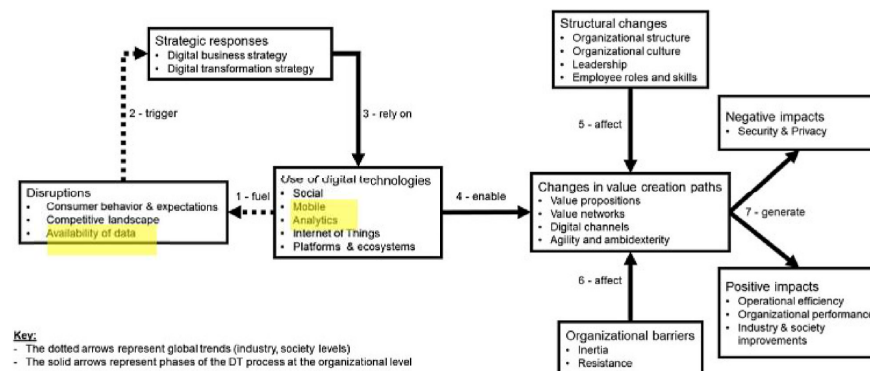 Strategic responses
• Digital business strategy
• Digital transformation strategy
Structural changes
• Organizational structure
• Organizational culture
• Leadership
• Employee roles and skills
2 - trigger
3 - rely on
5 - affect
Negative impacts
• Security & Privacy
Disruptions
• Consumer behavior & expectations
• Competitive landscape
• Availability of data
1 - fuel
Use of digital technologies
• Social
• Mobile
• Analytics
• Internet of Things
• Platforms & ecosystems
4 - enable
Changes in value creation paths
• Value propositions
• Value networks
• Digital channels
• Agility and ambidexterity
7 - generate
6 - affect
Positive impacts
• Operational efficiency
• Organizational performance
• Industry & society
improvements
Organizational barriers
• Inertia
• Resistance
Key:
- The dotted arrows represent global trends (industry, society levels)
- The solid arrows represent phases of the DT process at the organizational level